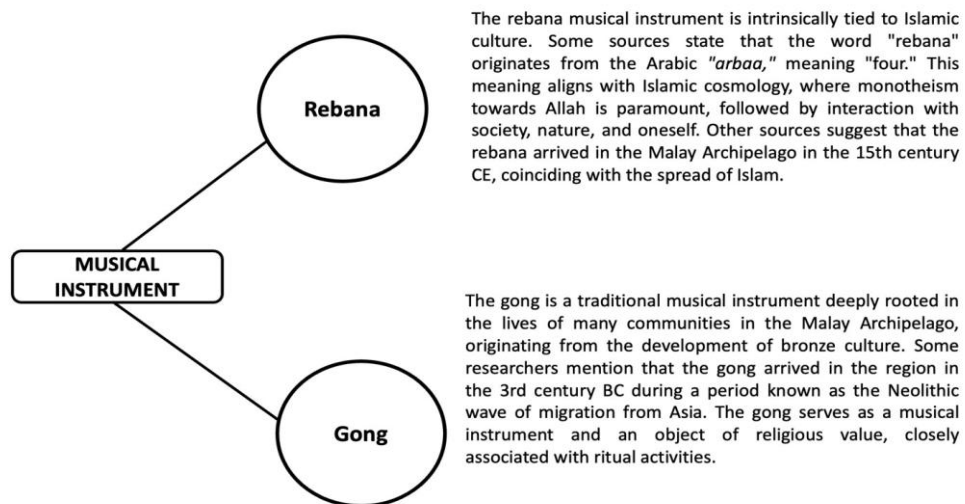 Rebana
The rebana musical instrument is intrinsically tied to Islamic
culture. Some sources state that the word "rebana"
originates from the Arabic "arbaa," meaning "four." This
meaning aligns with Islamic cosmology, where monotheism
towards Allah is paramount, followed by interaction with
society, nature, and oneself. Other sources suggest that the
rebana arrived in the Malay Archipelago in the 15th century
CE, coinciding with the spread of Islam.
MUSICAL
INSTRUMENT
Gong
The gong is a traditional musical instrument deeply rooted in
the lives of many communities in the Malay Archipelago,
originating from the development of bronze culture. Some
researchers mention that the gong arrived in the region in
the 3rd century BC during a period known as the Neolithic
wave of migration from Asia. The gong serves as a musical
instrument and an object of religious value, closely
associated with ritual activities.